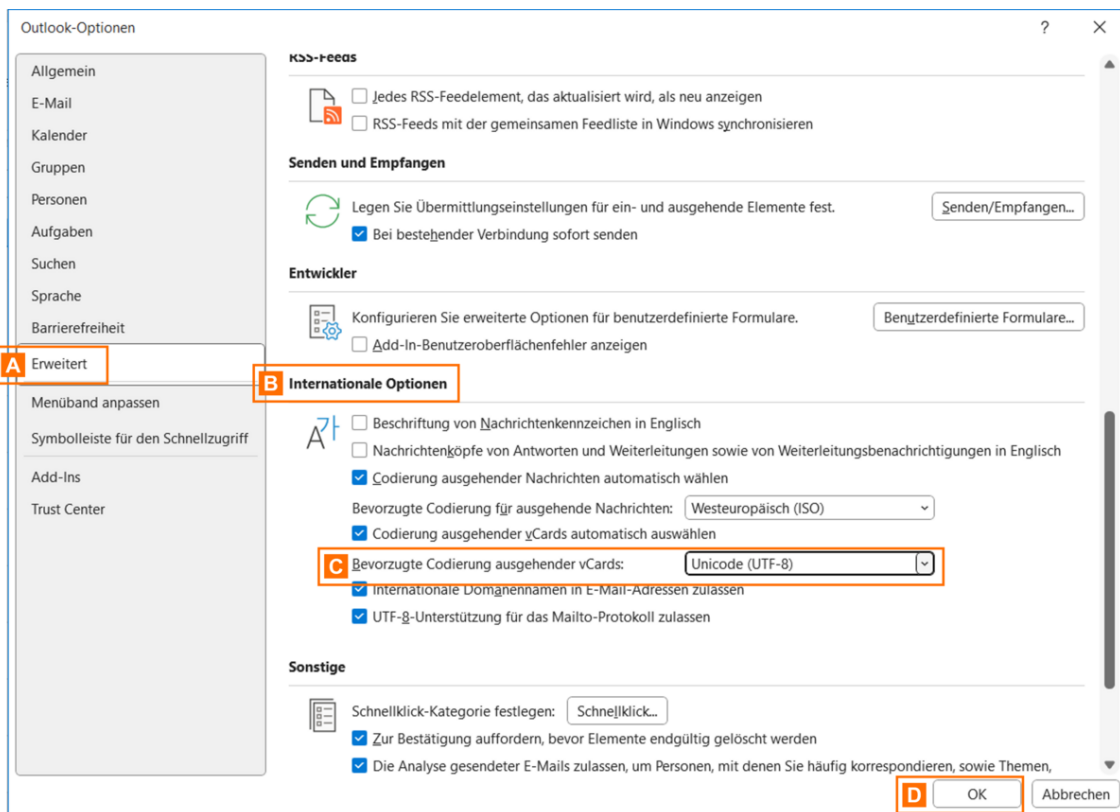 Outlook-Optionen
?
Allgemein
E-Mail
Kalender
Gruppen
Personen
Aufgaben
Suchen
Sprache
Barrierefreiheit
A Erweitert
Menüband anpassen
Symbolleiste für den Schnellzugriff
Add-Ins
Trust Center
RSS-Feeds
Jedes RSS-Feedelement, das aktualisiert wird, als neu anzeigen
RSS-Feeds mit der gemeinsamen Feedliste in Windows synchronisieren
Senden und Empfangen
Legen Sie Übermittlungseinstellungen für ein- und ausgehende Elemente fest. Senden/Empfangen...
Bei bestehender Verbindung sofort senden
Entwickler
Konfigurieren Sie erweiterte Optionen für benutzerdefinierte Formulare. Benutzerdefinierte Formulare...
Add-In-Benutzeroberflächenfehler anzeigen
B Internationale Optionen
A가
Beschriftung von Nachrichtenkennzeichen in Englisch
Nachrichtenköpfe von Antworten und Weiterleitungen sowie von Weiterleitungsbenachrichtigungen in Englisch
Codierung ausgehender Nachrichten automatisch wählen
Bevorzugte Codierung für ausgehende Nachrichten: Westeuropäisch (ISO)
Codierung ausgehender vCards automatisch auswählen
C Bevorzugte Codierung ausgehender vCards: Unicode (UTF-8)
Internationale Domänennamen in E-Mail-Adressen zulassen
UTF-8-Unterstützung für das Mailto-Protokoll zulassen
Sonstige
Schnellklick-Kategorie festlegen: Schnellklick...
Zur Bestätigung auffordern, bevor Elemente endgültig gelöscht werden
Die Analyse gesendeter E-Mails zulassen, um Personen, mit denen Sie häufig korrespondieren, sowie Themen,
D OK Abbrechen